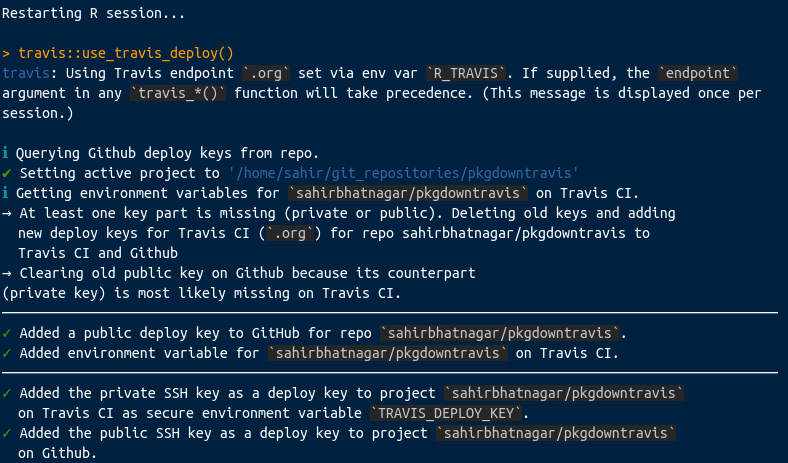 Restarting R session...
> travis::use_travis_deploy()
travis: Using Travis endpoint `.org` set via env var `R_TRAVIS`. If supplied, the `endpoint`
argument in any `travis_*()` function will take precedence. (This message is displayed once per
session.)
ℹ Querying Github deploy keys from repo.
✔ Setting active project to '/home/sahir/git_repositories/pkgdowntravis'
ℹ Getting environment variables for `sahirbhatnagar/pkgdowntravis` on Travis CI.
→ At least one key part is missing (private or public). Deleting old keys and adding
new deploy keys for Travis CI (`.org`) for repo sahirbhatnagar/pkgdowntravis to
Travis CI and Github
→ Clearing old public key on Github because its counterpart
(private key) is most likely missing on Travis CI.
✓ Added a public deploy key to GitHub for repo `sahirbhatnagar/pkgdowntravis`.
✓ Added environment variable for `sahirbhatnagar/pkgdowntravis` on Travis CI.
✓ Added the private SSH key as a deploy key to project `sahirbhatnagar/pkgdowntravis`
on Travis CI as secure environment variable `TRAVIS_DEPLOY_KEY`.
✓ Added the public SSH key as a deploy key to project `sahirbhatnagar/pkgdowntravis`
on Github.